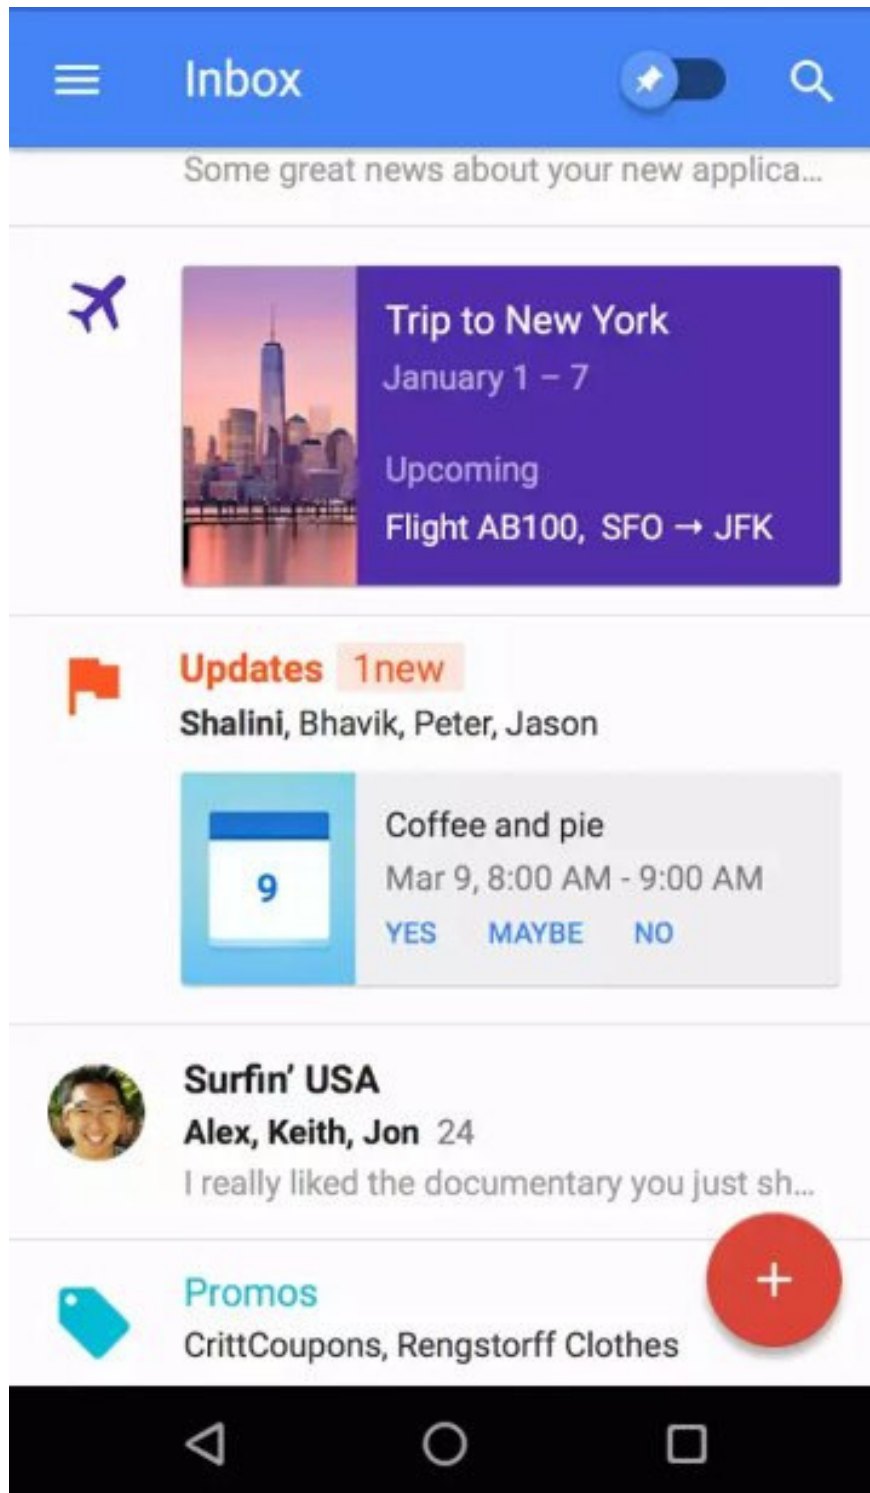 Inbox
Some great news about your new applica...
Trip to New York
January 1 – 7
Upcoming
Flight AB100, SFO → JFK
Updates 1new
Shalini, Bhavik, Peter, Jason
9
Coffee and pie
Mar 9, 8:00 AM - 9:00 AM
YES MAYBE NO
Surfin’ USA
Alex, Keith, Jon 24
I really liked the documentary you just sh...
Promos
CrittCoupons, Rengstorff Clothes